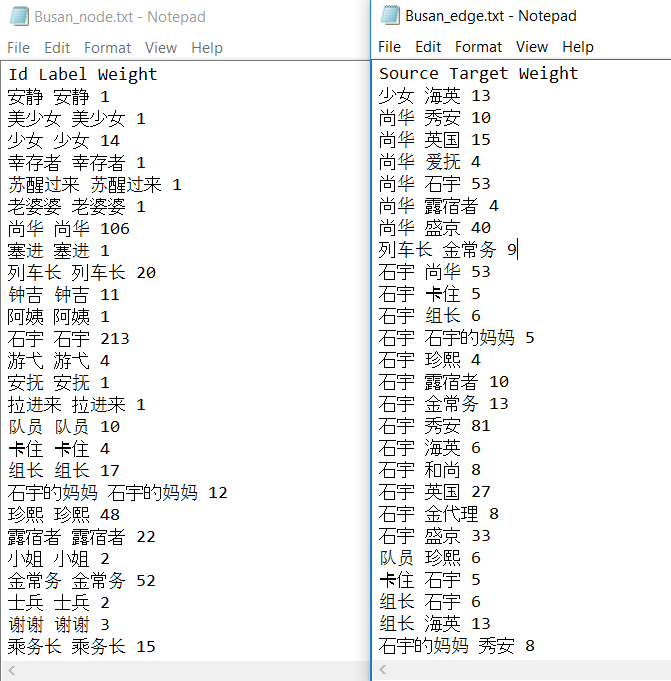 Busan_node.txt - Notepad
File Edit Format View Help
Id Label Weight
安静 安静 1
美少女 美少女 1
少女 少女 14
幸存者 幸存者 1
苏醒过来 苏醒过来 1
老婆婆 老婆婆 1
尚华 尚华 106
塞进 塞进 1
列车长 列车长 20
钟吉 钟吉 11
阿姨 阿姨 1
石宇 石宇 213
游弋 游弋 4
安抚 安抚 1
拉进来 拉进来 1
队员 队员 10
卡住 卡住 4
组长 组长 17
石宇的妈妈 石宇的妈妈 12
珍熙 珍熙 48
露宿者 露宿者 22
小姐 小姐 2
金常务 金常务 52
士兵 士兵 2
谢谢 谢谢 3
乘务长 乘务长 15
Busan_edge.txt - Notepad
File Edit Format View Help
Source Target Weight
少女 海英 13
尚华 秀安 10
尚华 英国 15
尚华 爱抚 4
尚华 石宇 53
尚华 露宿者 4
尚华 盛京 40
列车长 金常务 9
石宇 尚华 53
石宇 卡住 5
石宇 组长 6
石宇 石宇的妈妈 5
石宇 珍熙 4
石宇 露宿者 10
石宇 金常务 13
石宇 秀安 81
石宇 海英 6
石宇 和尚 8
石宇 英国 27
石宇 金代理 8
石宇 盛京 33
队员 珍熙 6
卡住 石宇 5
组长 石宇 6
组长 海英 13
石宇的妈妈 秀安 8